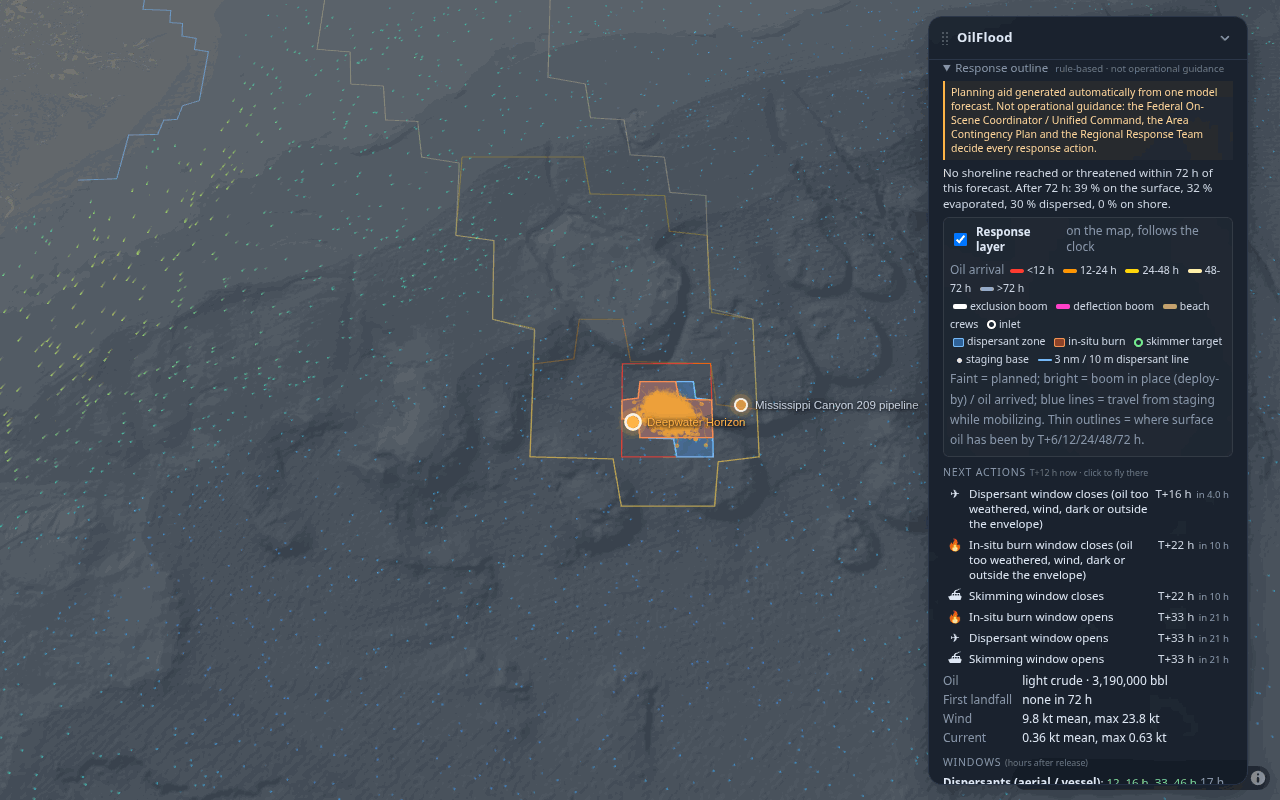 OilFlood
Response outline rule-based · not operational guidance
Planning aid generated automatically from one model
forecast. Not operational guidance: the Federal On-
Scene Coordinator / Unified Command, the Area
Contingency Plan and the Regional Response Team
decide every response action.
No shoreline reached or threatened within 72 h of
this forecast. After 72 h: 39 % on the surface, 32 %
evaporated, 30 % dispersed, 0 % on shore.
Response layer on the map, follows the clock
Oil arrival <12 h 12-24 h 24-48 h 48-
72 h >72 h
exclusion boom deflection boom beach
crews inlet
dispersant zone in-situ burn skimmer target
staging base 3 nm / 10 m dispersant line
Faint = planned; bright = boom in place (deploy-
by) / oil arrived; blue lines = travel from staging
while mobilizing. Thin outlines = where surface
oil has been by T+6/12/24/48/72 h.
NEXT ACTIONS T+12 h now · click to fly there
Dispersant window closes (oil too T+16 h in 4.0 h
weathered, wind, dark or outside
the envelope)
In-situ burn window closes (oil T+22 h in 10 h
too weathered, wind, dark or
outside the envelope)
Skimming window closes T+22 h in 10 h
In-situ burn window opens T+33 h in 21 h
Dispersant window opens T+33 h in 21 h
Skimming window opens T+33 h in 21 h
Oil light crude · 3,190,000 bbl
First landfall none in 72 h
Wind 9.8 kt mean, max 23.8 kt
Current 0.36 kt mean, max 0.63 kt
WINDOWS (hours after release)
Dispersants (aerial / vessel): 12 16 h 33 46 h 17 h
Mississippi Canyon 209 pipeline
Deepwater Horizon